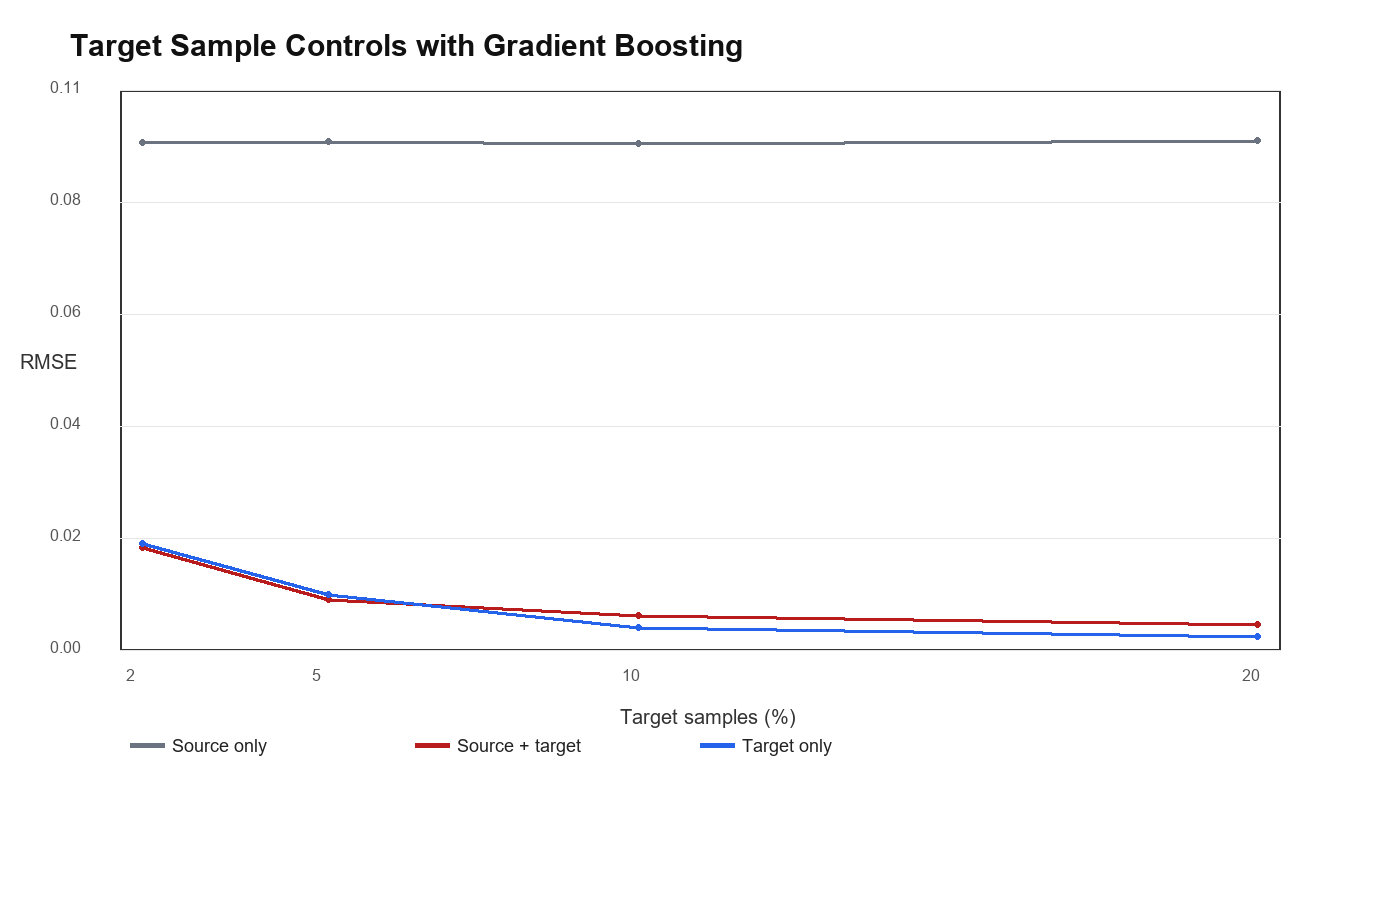 Target Sample Controls with Gradient Boosting
0.11
0.08
0.06
RMSE
0.04
0.02
0.00
2 5 10 20
Target samples (%)
Source only Source + target Target only